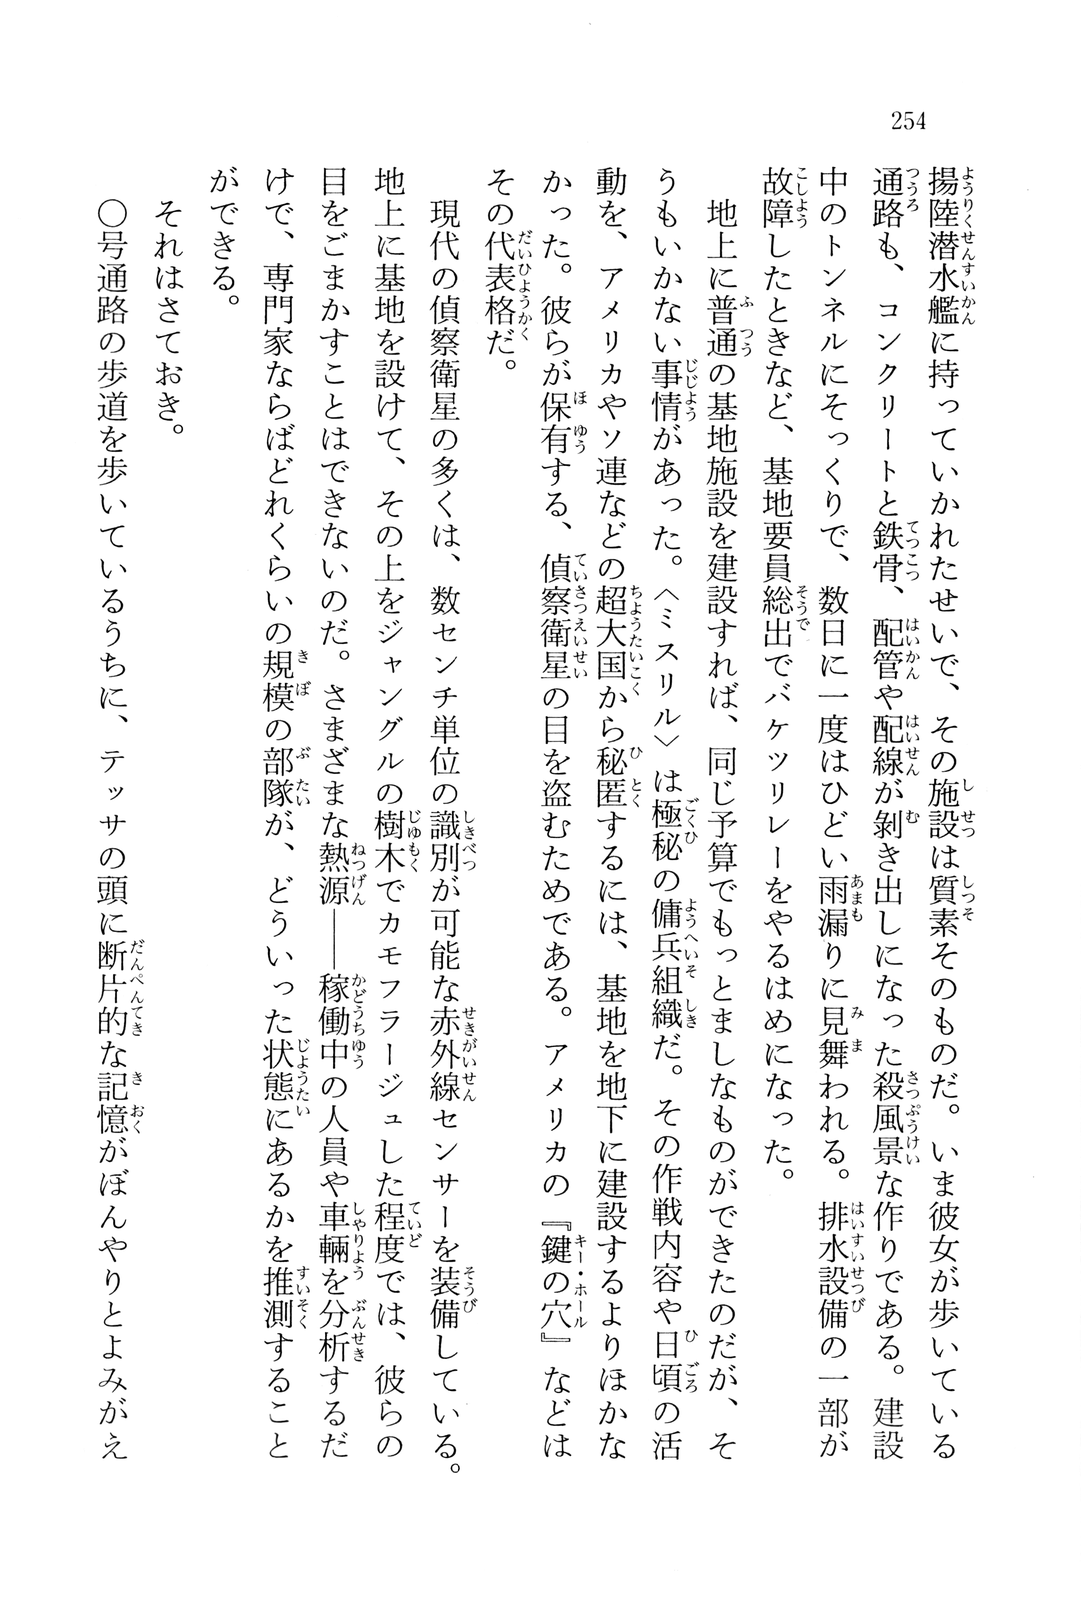 254
揚陸潜水艦に持っていかれたせいで、その施設は質素そのものだ。いま彼女が歩いている
通路も、コンクリートと鉄骨、配管や配線が剝き出しになった殺風景な作りである。建設
中のトンネルにそっくりで、数日に一度はひどい雨漏りに見舞われる。排水設備の一部が
故障したときなど、基地要員総出でバケツリレーをやるはめになった。
地上に普通の基地施設を建設すれば、同じ予算でもっとましなものができたのだが、そ
うもいかない事情があった。〈ミスリル〉は極秘の傭兵組織だ。その作戦内容や日頃の活
動を、アメリカやソ連などの超大国から秘匿するには、基地を地下に建設するよりほかな
かった。彼らが保有する、偵察衛星の目を盗むためである。アメリカの『鍵の穴』などは
その代表格だ。
現代の偵察衛星の多くは、数センチ単位の識別が可能な赤外線センサーを装備している。
地上に基地を設けて、その上をジャングルの樹木でカモフラージュした程度では、彼らの
目をごまかすことはできないのだ。さまざまな熱源――稼働中の人員や車輛を分析するだ
けで、専門家ならばどれくらいの規模の部隊が、どういった状態にあるかを推測すること
ができる。
それはさておき。
〇号通路の歩道を歩いているうちに、テッサの頭に断片的な記憶がぼんやりとよみがえ